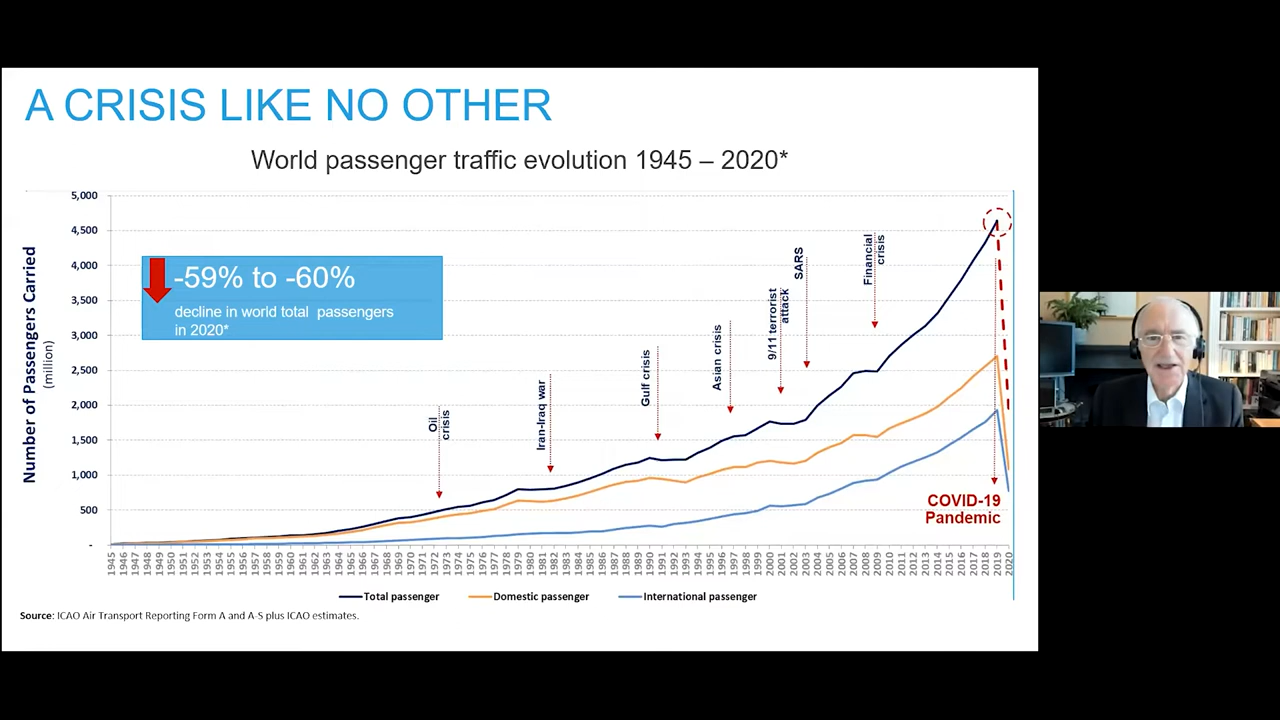 A CRISIS LIKE NO OTHER
World passenger traffic evolution 1945 – 2020*
Number of Passengers Carried
(million)
5,000
4,500
4,000
3,500
3,000
2,500
2,000
1,500
1,000
500
-
-59% to -60%
decline in world total passengers
in 2020*
Oil
crisis
Iran-Iraq war
Gulf crisis
Asian crisis
9/11 terrorist
attack
SARS
Financial
crisis
COVID-19
Pandemic
1945 1946 1947 1948 1949 1950 1951 1952 1953 1954 1955 1956 1957 1958 1959 1960 1961 1962 1963 1964 1965 1966 1967 1968 1969 1970 1971 1972 1973 1974 1975 1976 1977 1978 1979 1980 1981 1982 1983 1984 1985 1986 1987 1988 1989 1990 1991 1992 1993 1994 1995 1996 1997 1998 1999 2000 2001 2002 2003 2004 2005 2006 2007 2008 2009 2010 2011 2012 2013 2014 2015 2016 2017 2018 2019 2020
Total passenger Domestic passenger International passenger
Source: ICAO Air Transport Reporting Form A and A-S plus ICAO estimates.